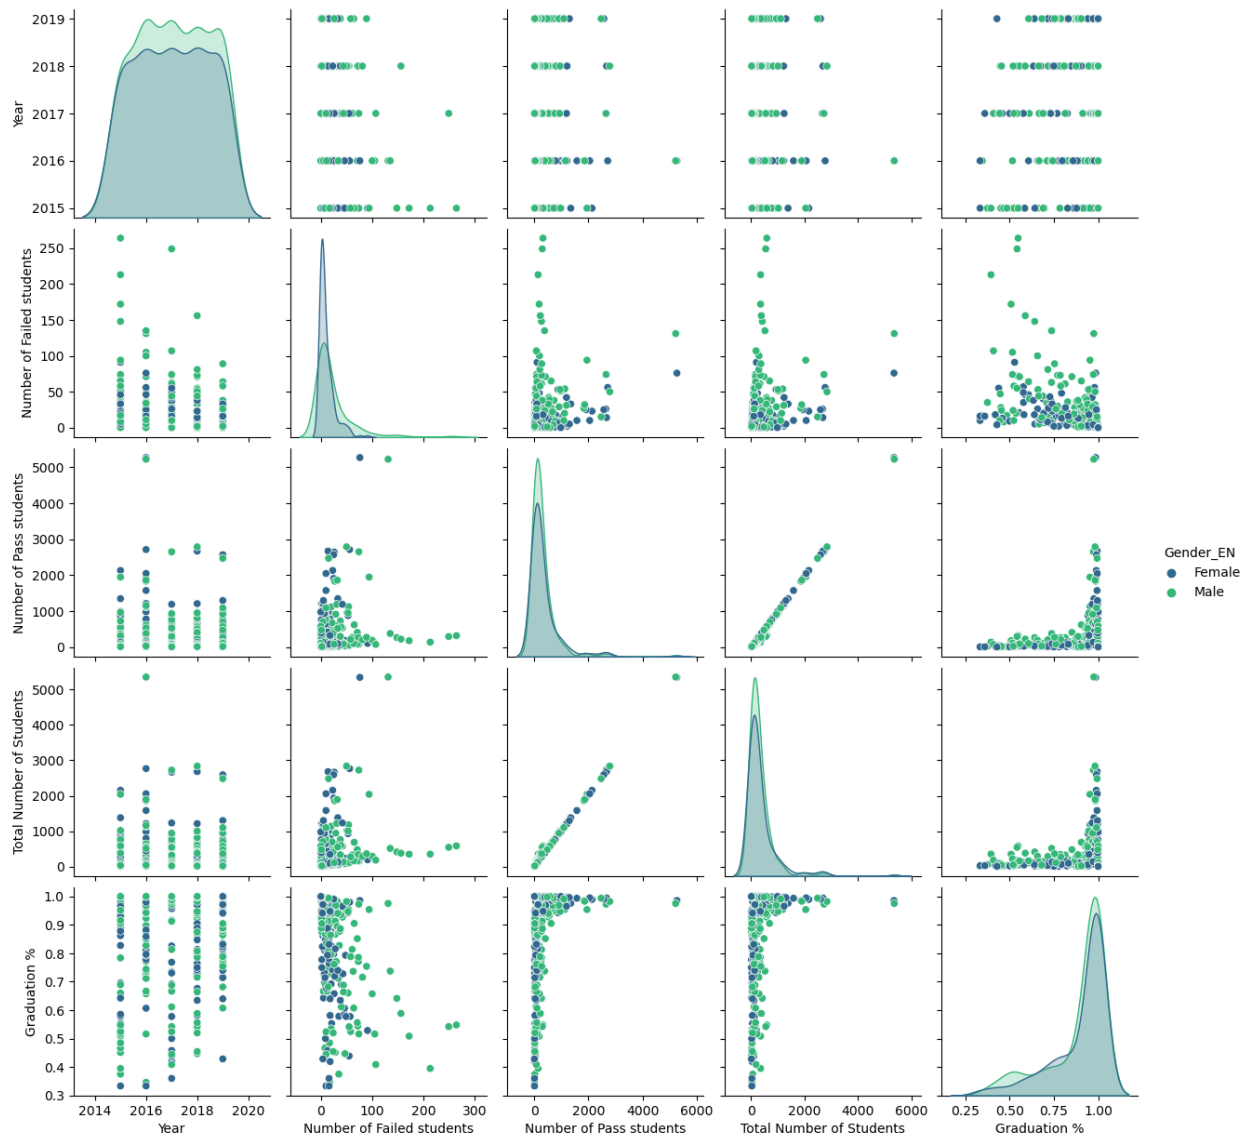 2019
2018
2017
2016
2015
Year
250
200
150
100
50
0
Number of Failed students
5000
4000
3000
2000
1000
0
Number of Pass students
Gender_EN
Female
Male
5000
4000
3000
2000
1000
0
Total Number of Students
1.0
0.9
0.8
0.7
0.6
0.5
0.4
0.3
Graduation %
2014 2016 2018 2020
0 100 200 300
0 2000 4000 6000
0 2000 4000 6000
0.25 0.50 0.75 1.00
Year
Number of Failed students
Number of Pass students
Total Number of Students
Graduation %